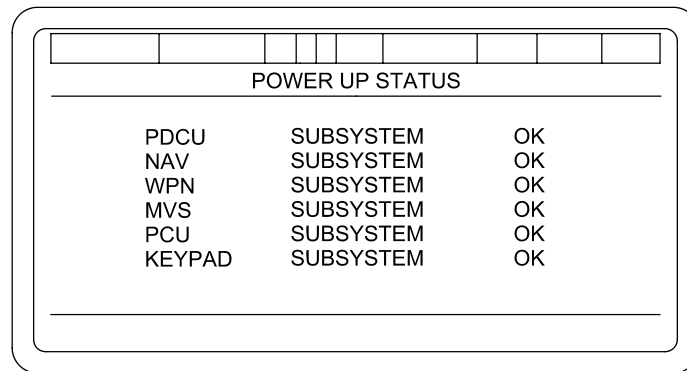 POWER UP STATUS
PDCU SUBSYSTEM OK
NAV SUBSYSTEM OK
WPN SUBSYSTEM OK
MVS SUBSYSTEM OK
PCU SUBSYSTEM OK
KEYPAD SUBSYSTEM OK